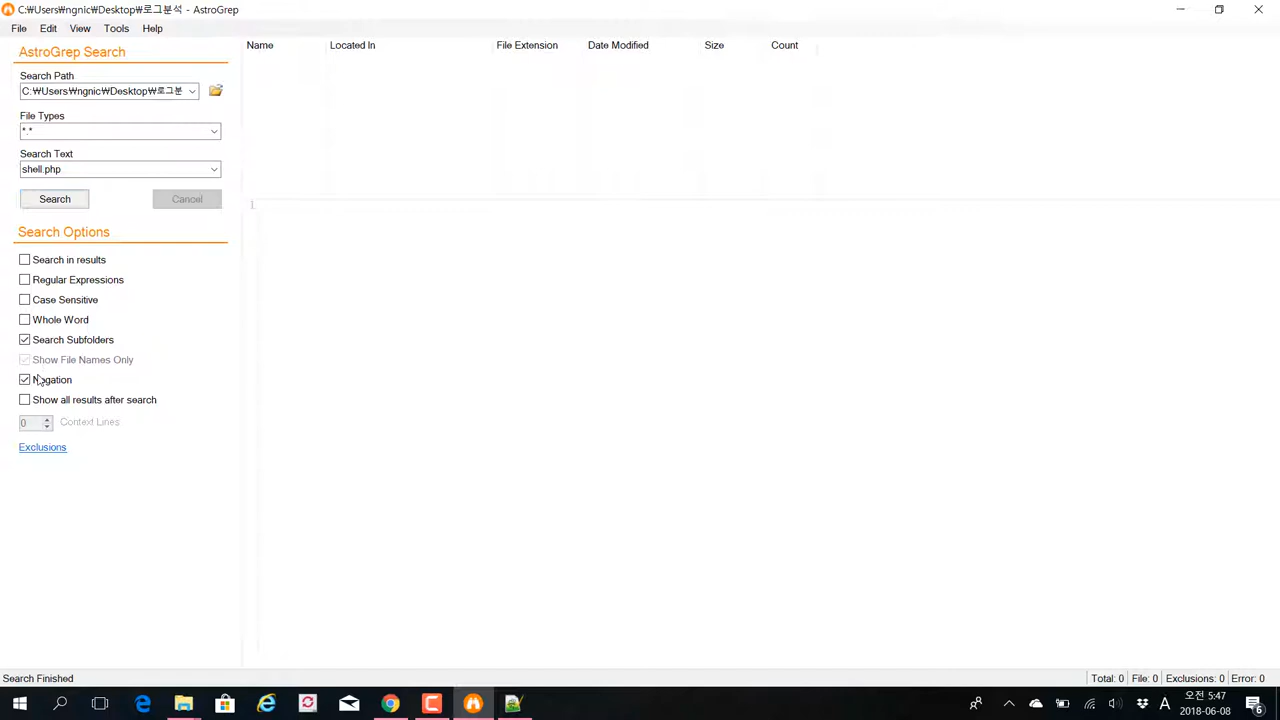 C:₩Users₩ngnic₩Desktop₩로그분석 - AstroGrep
File Edit View Tools Help
AstroGrep Search
Search Path
C:₩Users₩ngnic₩Desktop₩로그분
File Types
*.*
Search Text
shell.php
Search Cancel
Search Options
Search in results
Regular Expressions
Case Sensitive
Whole Word
Search Subfolders
Show File Names Only
Negation
Show all results after search
0 Context Lines
Exclusions
Name Located In File Extension Date Modified Size Count
1
Search Finished
Total: 0 File: 0 Exclusions: 0 Error: 0
A
오전 5:47
2018-06-08
6